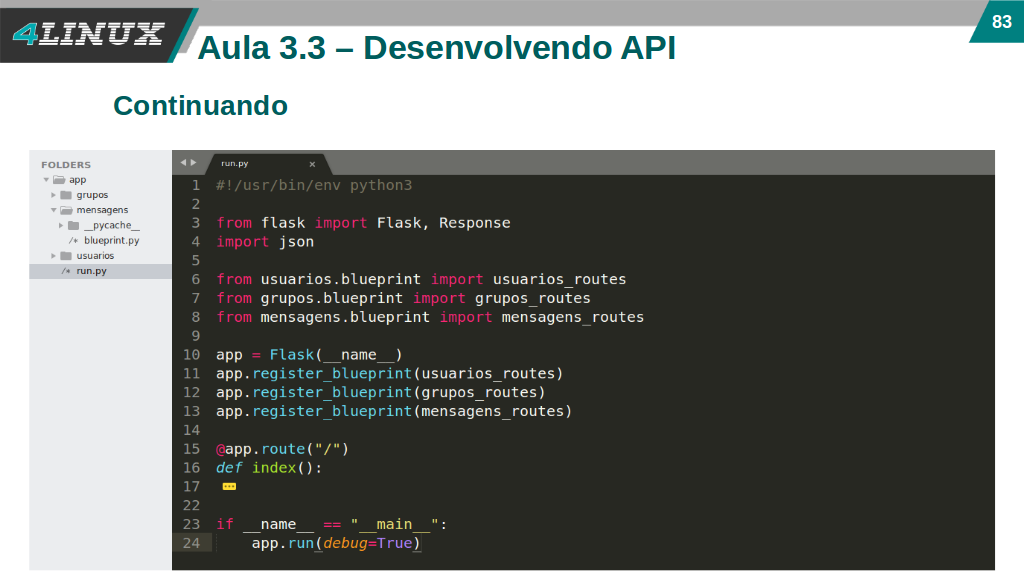 4LINUX
83
Aula 3.3 – Desenvolvendo API
Continuando
FOLDERS
app
grupos
mensagens
__pycache__
/* blueprint.py
usuarios
/* run.py
run.py ×
1 #!/usr/bin/env python3
2
3 from flask import Flask, Response
4 import json
5
6 from usuarios.blueprint import usuarios_routes
7 from grupos.blueprint import grupos_routes
8 from mensagens.blueprint import mensagens_routes
9
10 app = Flask(__name__)
11 app.register_blueprint(usuarios_routes)
12 app.register_blueprint(grupos_routes)
13 app.register_blueprint(mensagens_routes)
14
15 @app.route("/")
16 def index():
17 ...
22
23 if __name__ == "__main__":
24     app.run(debug=True)